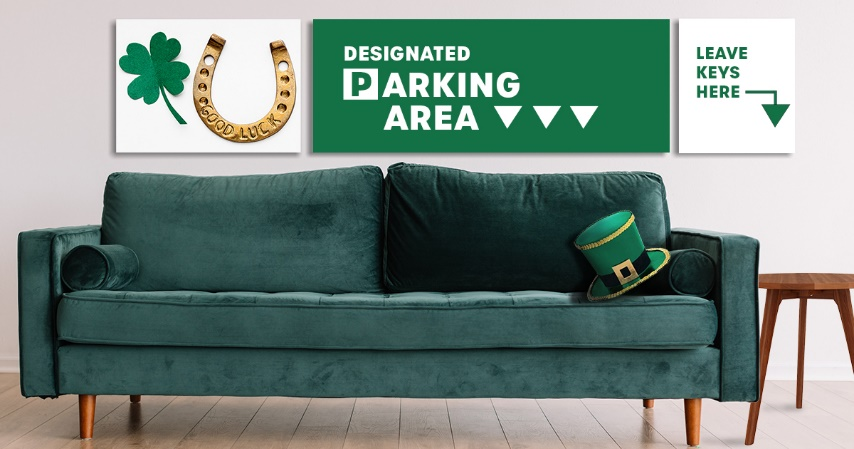 GOOD LUCK
DESIGNATED
PARKING
AREA
LEAVE
KEYS
HERE